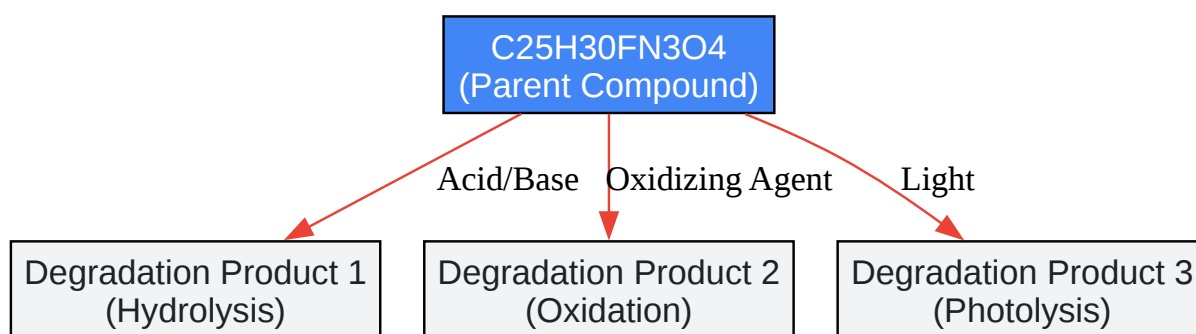 C25H30FN3O4
(Parent Compound)
Acid/Base
Oxidizing Agent
Light
Degradation Product 1
(Hydrolysis)
Degradation Product 2
(Oxidation)
Degradation Product 3
(Photolysis)